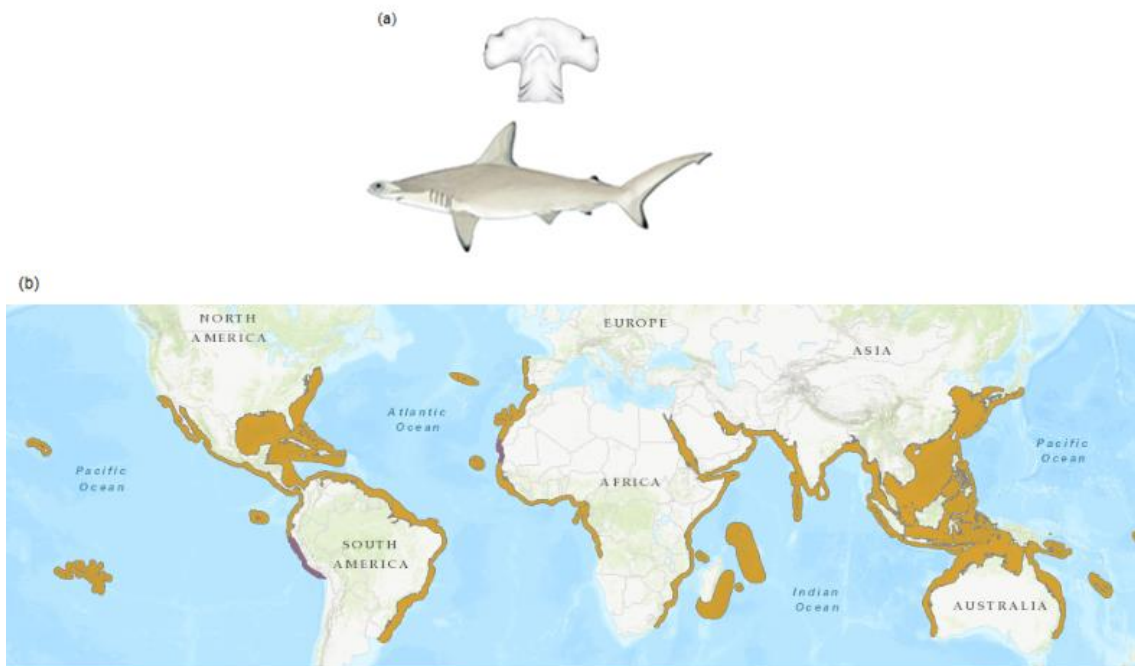 (a)
(b)
NORTH
AMERICA
EUROPE
ASIA
Atlantic
Ocean
Pacific
Ocean
Pacific
Ocean
AFRICA
SOUTH
AMERICA
Indian
Ocean
AUSTRALIA